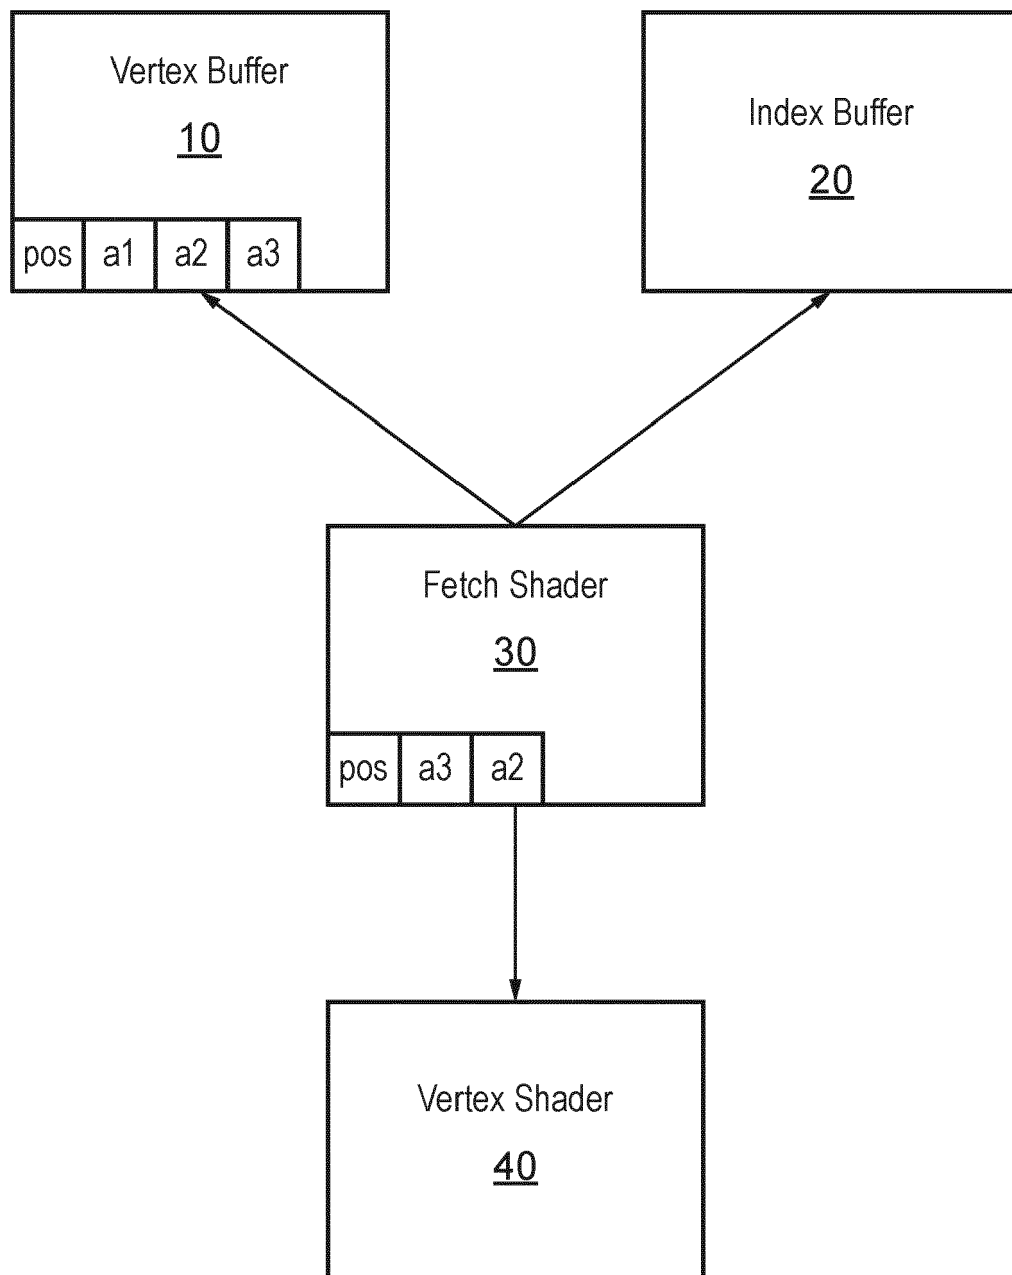 Vertex Buffer
10
pos a1 a2 a3
Index Buffer
20
Fetch Shader
30
pos a3 a2
Vertex Shader
40